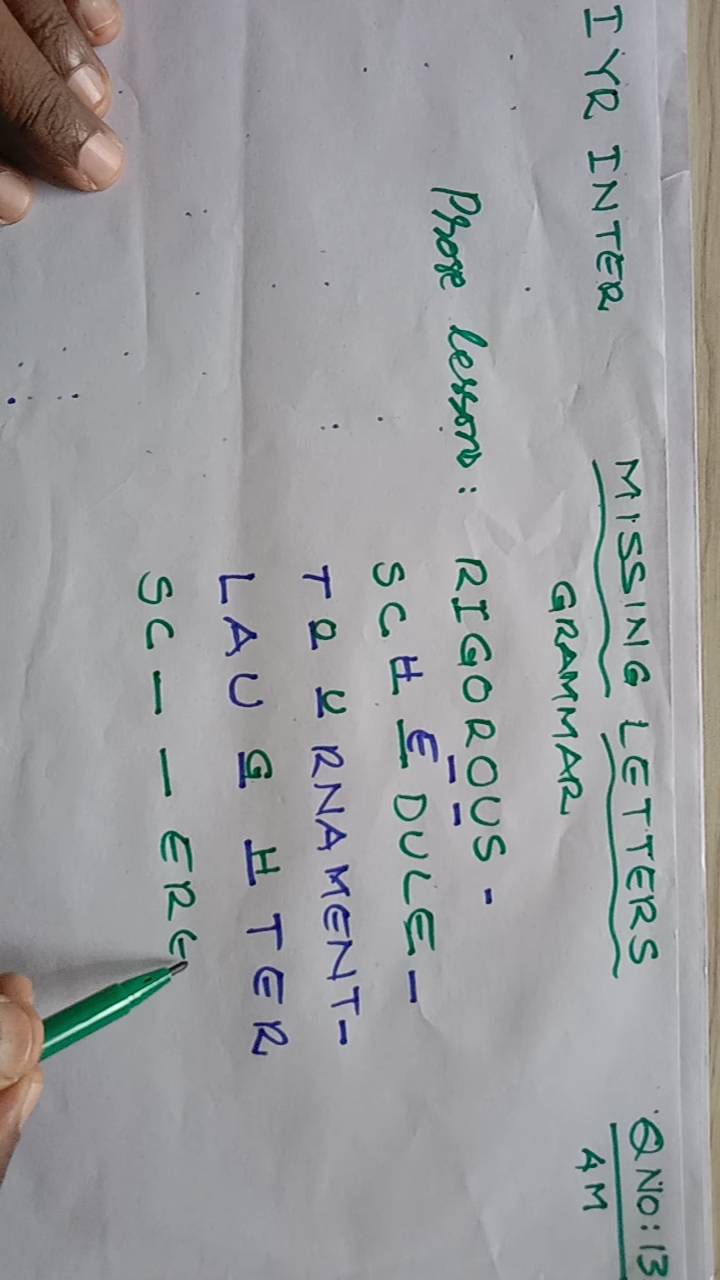 I YR INTER MISSING LETTERS Q NO: 13
GRAMMAR 4M
Prose lessons: RIGOROUS -
SCHEDULE -
TOURNAMENT-
LAUGHTER
SC _ _ ERE